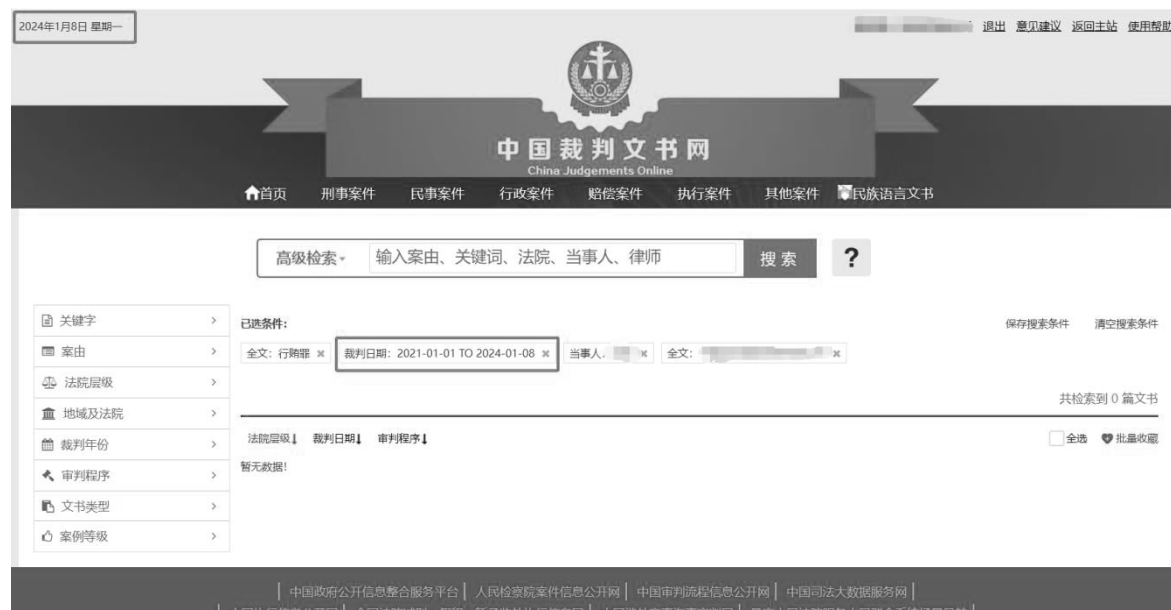 2024年1月8日 星期一
退出 意见建议 返回主站 使用帮助
中国裁判文书网
China Judgements Online
首页 刑事案件 民事案件 行政案件 赔偿案件 执行案件 其他案件 民族语言文书
高级检索 输入案由、关键词、法院、当事人、律师 搜索 ?
关键字
案由
法院层级
地域及法院
裁判年份
审判程序
文书类型
案例等级
已选条件: 保存搜索条件 清空搜索条件
全文: 行贿罪 × 裁判日期: 2021-01-01 TO 2024-01-08 × 当事人: × 全文: ×
共检索到 0 篇文书
法院层级↓ 裁判日期↓ 审判程序↓ 全选 批量收藏
暂无数据!
中国政府公开信息整合服务平台 | 人民检察院案件信息公开网 | 中国审判流程信息公开网 | 中国司法大数据服务网 |